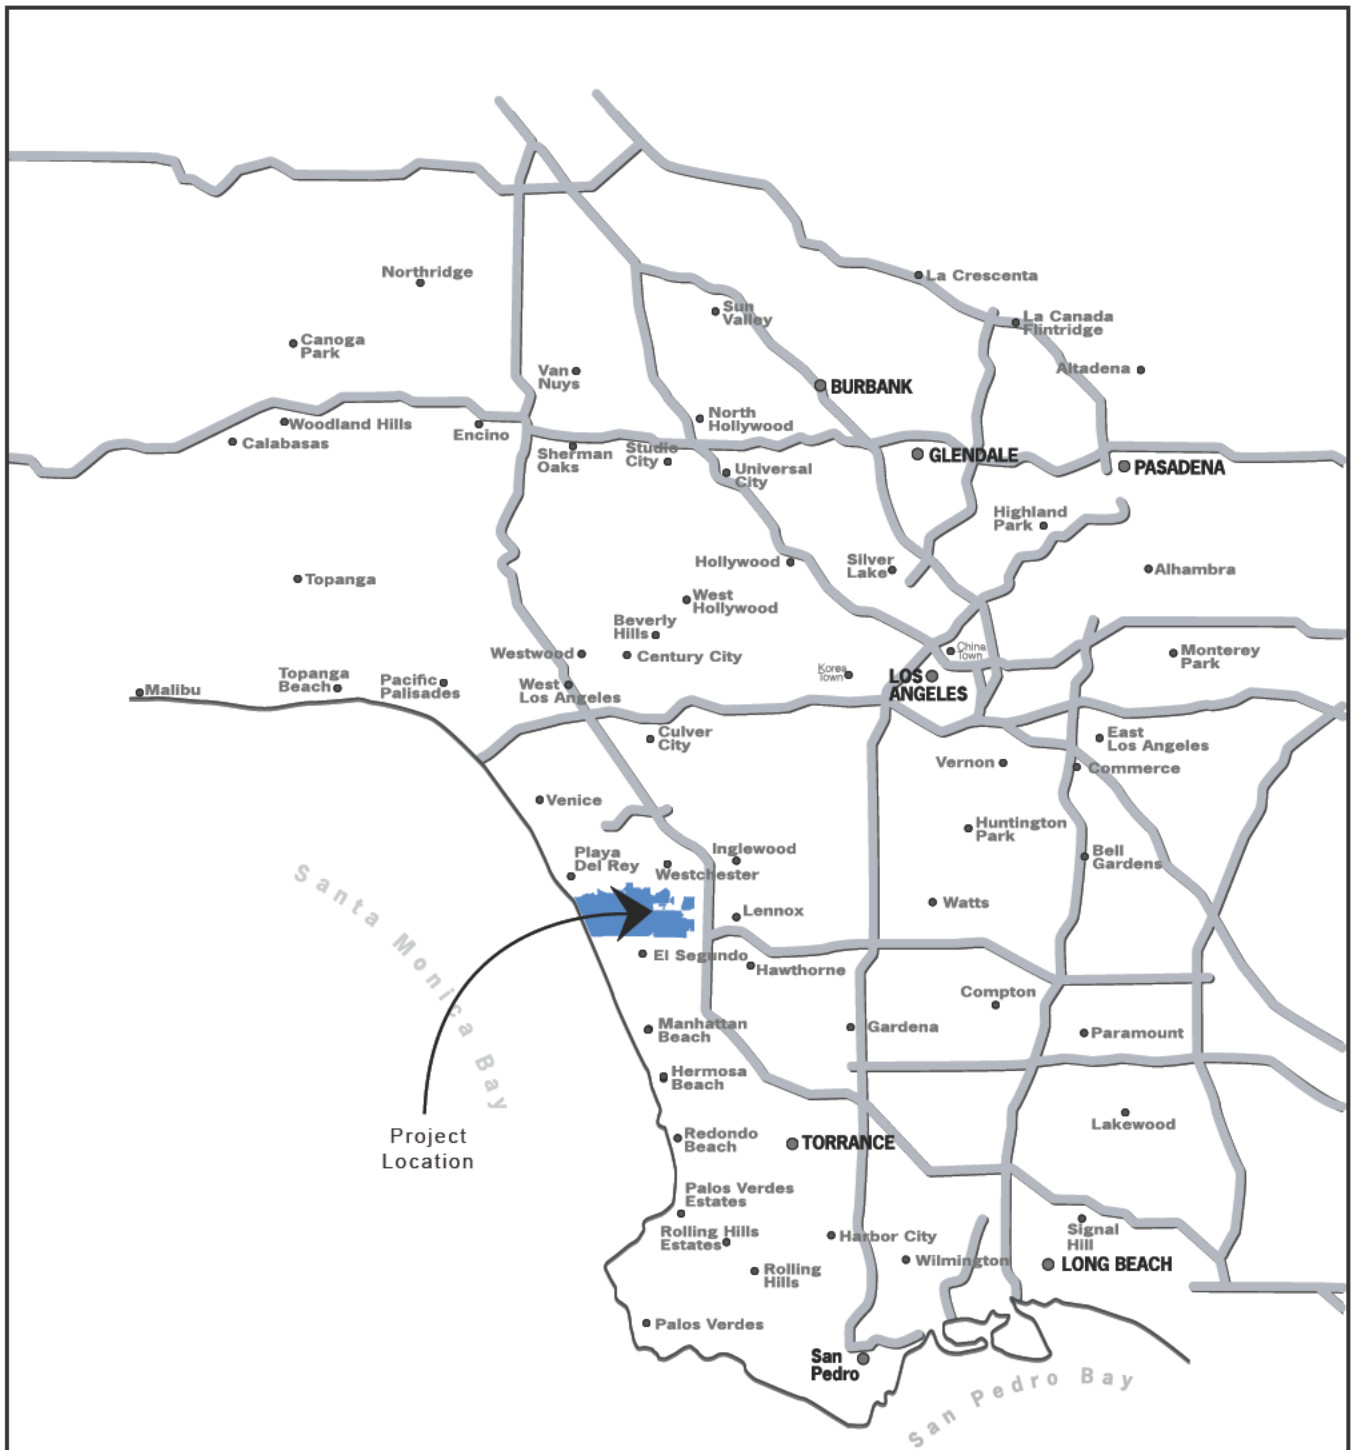 La Crescenta
Northridge
Sun
Valley
La Canada
Flintridge
Canoga
Park
Van
Nuys
Altadena
BURBANK
North
Hollywood
Woodland Hills
Calabasas
Encino
Sherman
Oaks
Studio
City
Universal
City
GLENDALE
PASADENA
Highland
Park
Hollywood
Silver
Lake
Alhambra
Topanga
West
Hollywood
Beverly
Hills
Westwood
Century City
China
Town
Monterey
Park
Korea
Town
LOS
ANGELES
Malibu
Topanga
Beach
Pacific
Palisades
West
Los Angeles
Culver
City
East
Los Angeles
Vernon
Commerce
Venice
Huntington
Park
Playa
Del Rey
Inglewood
Westchester
Bell
Gardens
Santa Monica Bay
Lennox
Watts
El Segundo
Hawthorne
Compton
Manhattan
Beach
Gardena
Paramount
Hermosa
Beach
Project
Location
Redondo
Beach
TORRANCE
Lakewood
Palos Verdes
Estates
Rolling Hills
Estates
Harbor City
Signal
Hill
Wilmington
LONG BEACH
Rolling
Hills
Palos Verdes
San
Pedro
San Pedro Bay